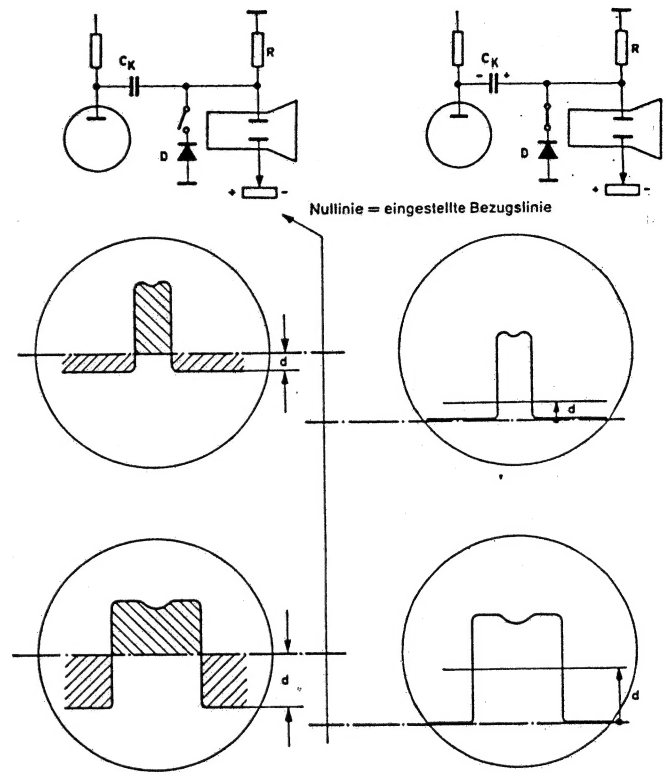 R
C_K
D
+ -
R
C_K
- +
D
+ -
Nullinie = eingestellte Bezugslinie
d
d
d
d